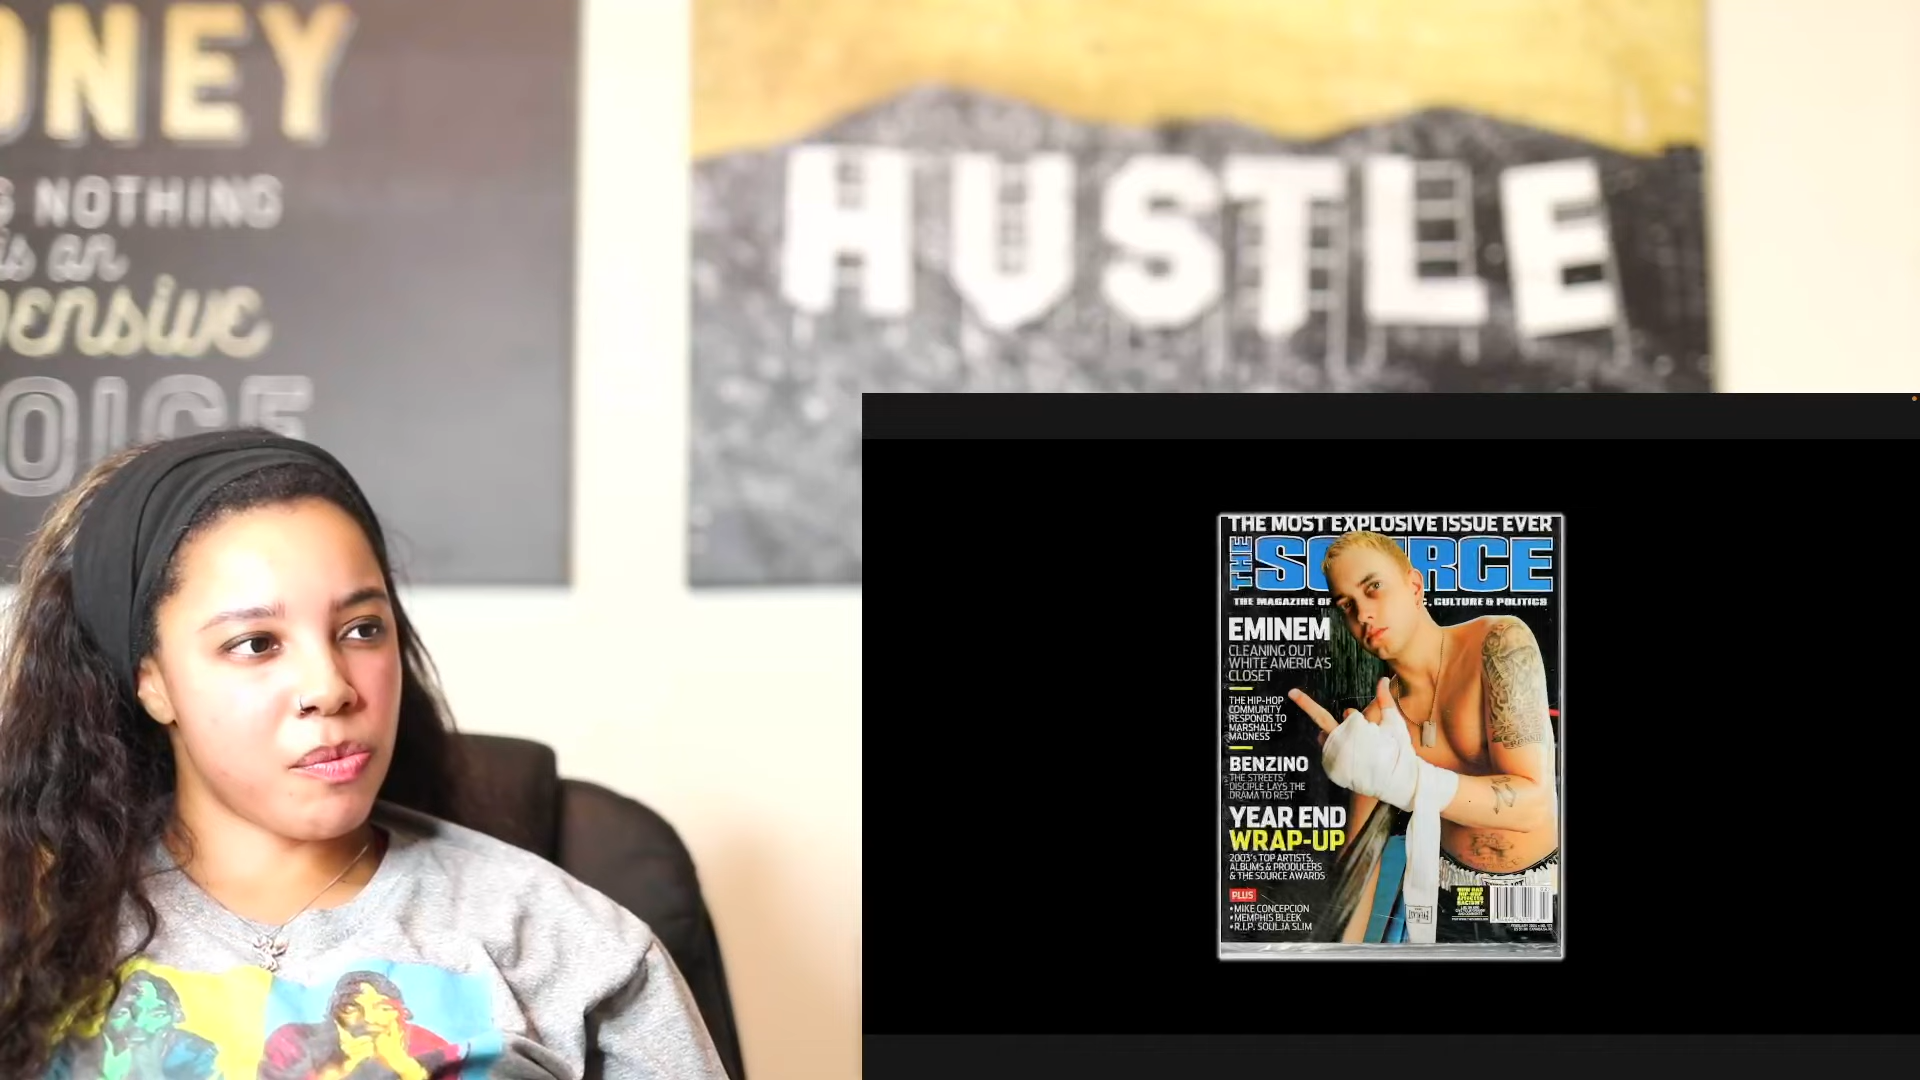 ONEY
NOTHING
is an
ensive
OICE
HUSTLE
THE MOST EXPLOSIVE ISSUE EVER
THE SOURCE
THE MAGAZINE OF C, CULTURE & POLITICS
EMINEM
CLEANING OUT
WHITE AMERICA'S
CLOSET
THE HIP-HOP
COMMUNITY
RESPONDS TO
MARSHALL'S
MADNESS
BENZINO
THE STREETS'
DISCIPLE LAYS THE
DRAMA TO REST
YEAR END
WRAP-UP
2003's TOP ARTISTS,
ALBUMS & PRODUCERS
& THE SOURCE AWARDS
PLUS
•MIKE CONCEPCION
•MEMPHIS BLEEK
•R.I.P. SOULJA SLIM